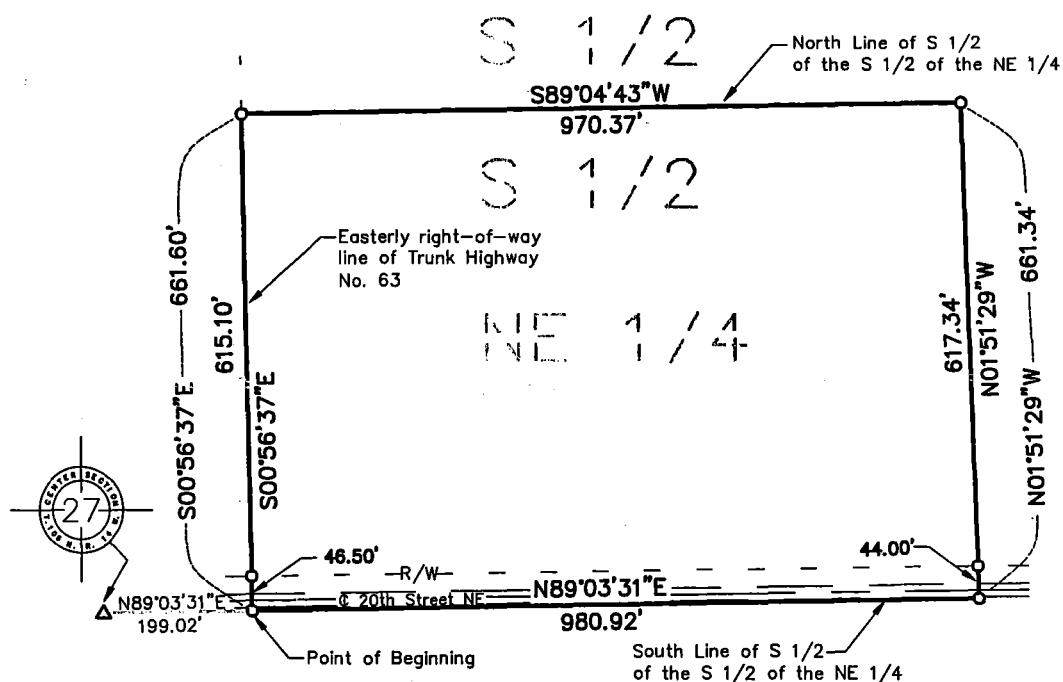 S 1/2
North Line of S 1/2
of the S 1/2 of the NE 1/4
S89°04'43"W
970.37'
S 1/2
Easterly right-of-way
line of Trunk Highway
No. 63
661.60'
S00°56'37"E
615.10'
S00°56'37"E
NE 1/4
617.34'
N01°51'29"W
661.34'
N01°51'29"W
CENTER SECTION
27
46.50'
44.00'
R/W
N89°03'31"E
199.02'
℄ 20th Street NE
N89°03'31"E
980.92'
Point of Beginning
South Line of S 1/2
of the S 1/2 of the NE 1/4